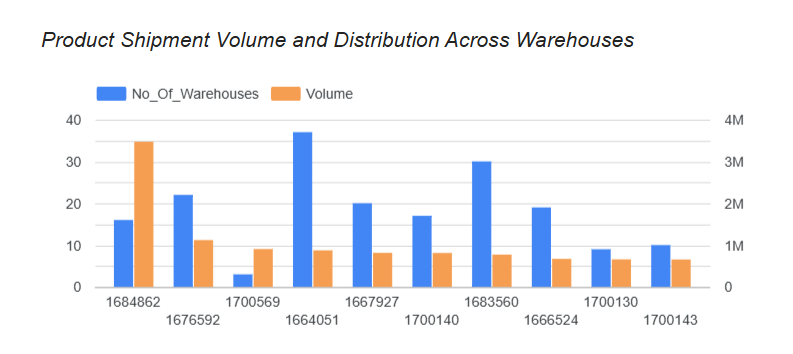 Product Shipment Volume and Distribution Across Warehouses
No_Of_Warehouses Volume
40 4M
30 3M
20 2M
10 1M
0 0
1684862 1700569 1667927 1683560 1700130
1676592 1664051 1700140 1666524 1700143